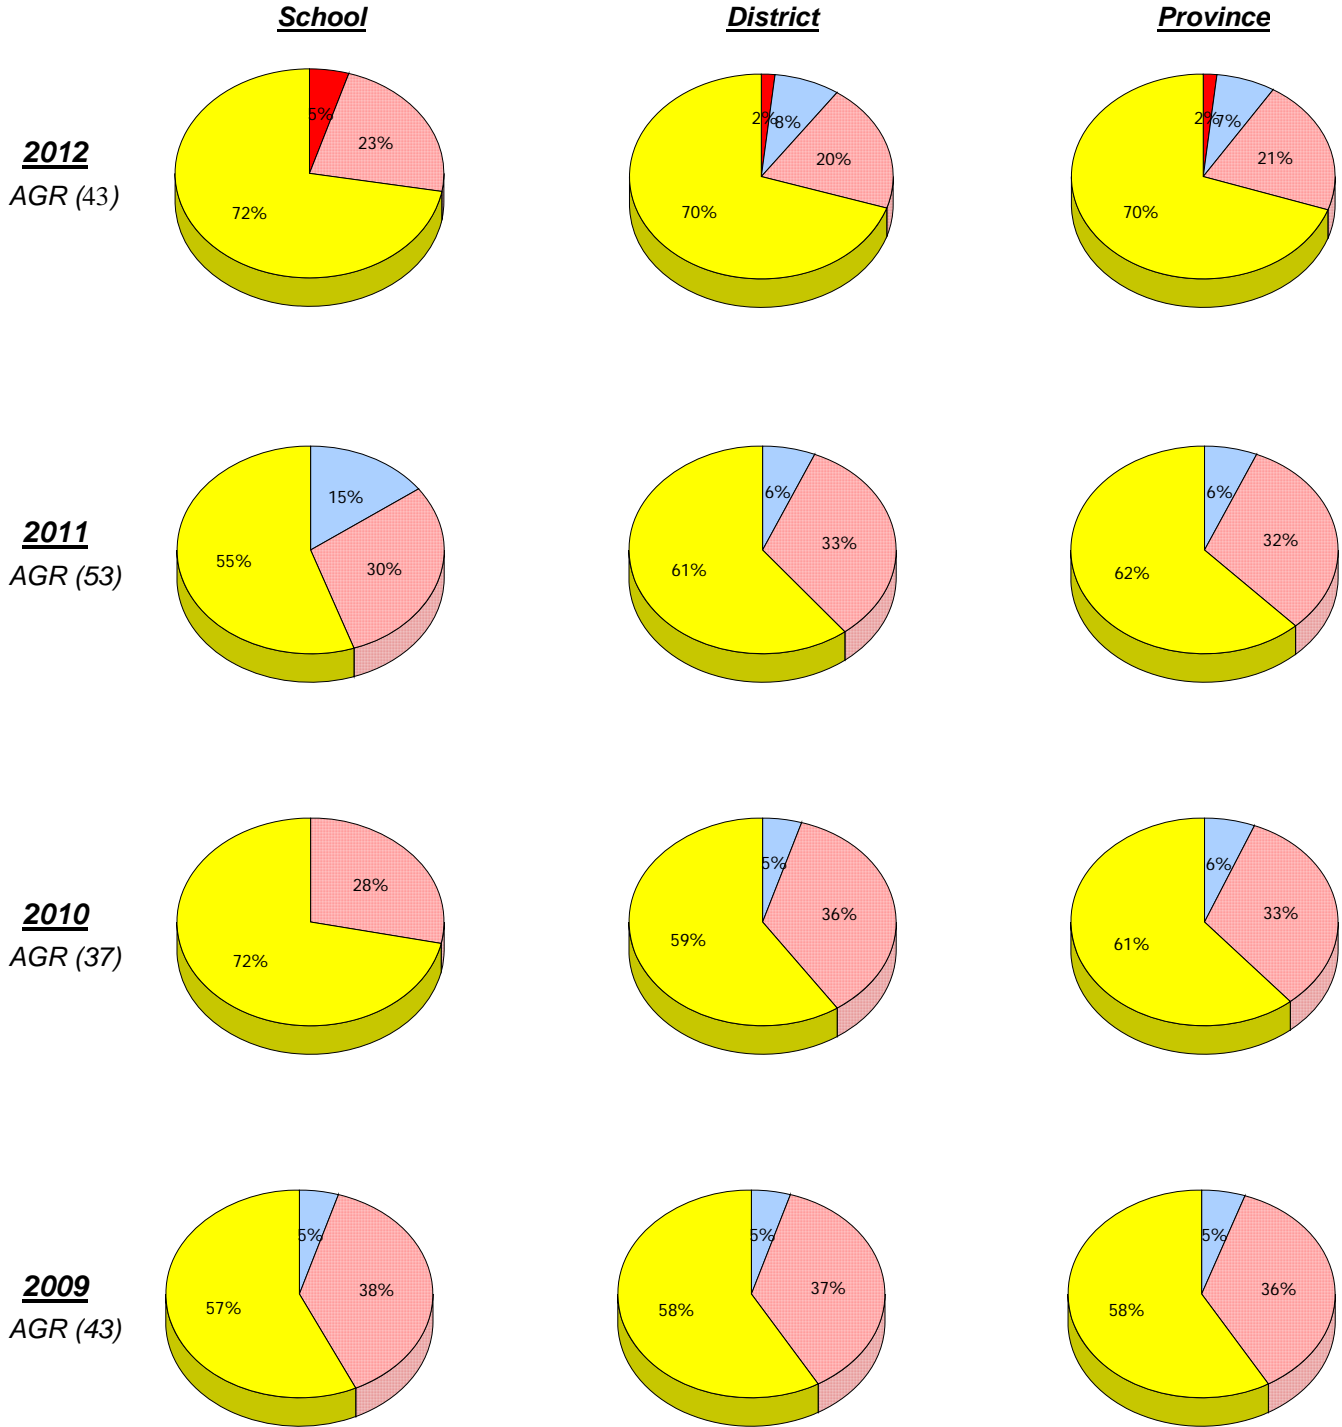 School District Province
5% 23% 72%
2% 8% 20% 70%
2% 7% 21% 70%
2012
AGR (43)
15% 30% 55%
6% 33% 61%
6% 32% 62%
2011
AGR (53)
28% 72%
5% 36% 59%
6% 33% 61%
2010
AGR (37)
5% 38% 57%
5% 37% 58%
5% 36% 58%
2009
AGR (43)